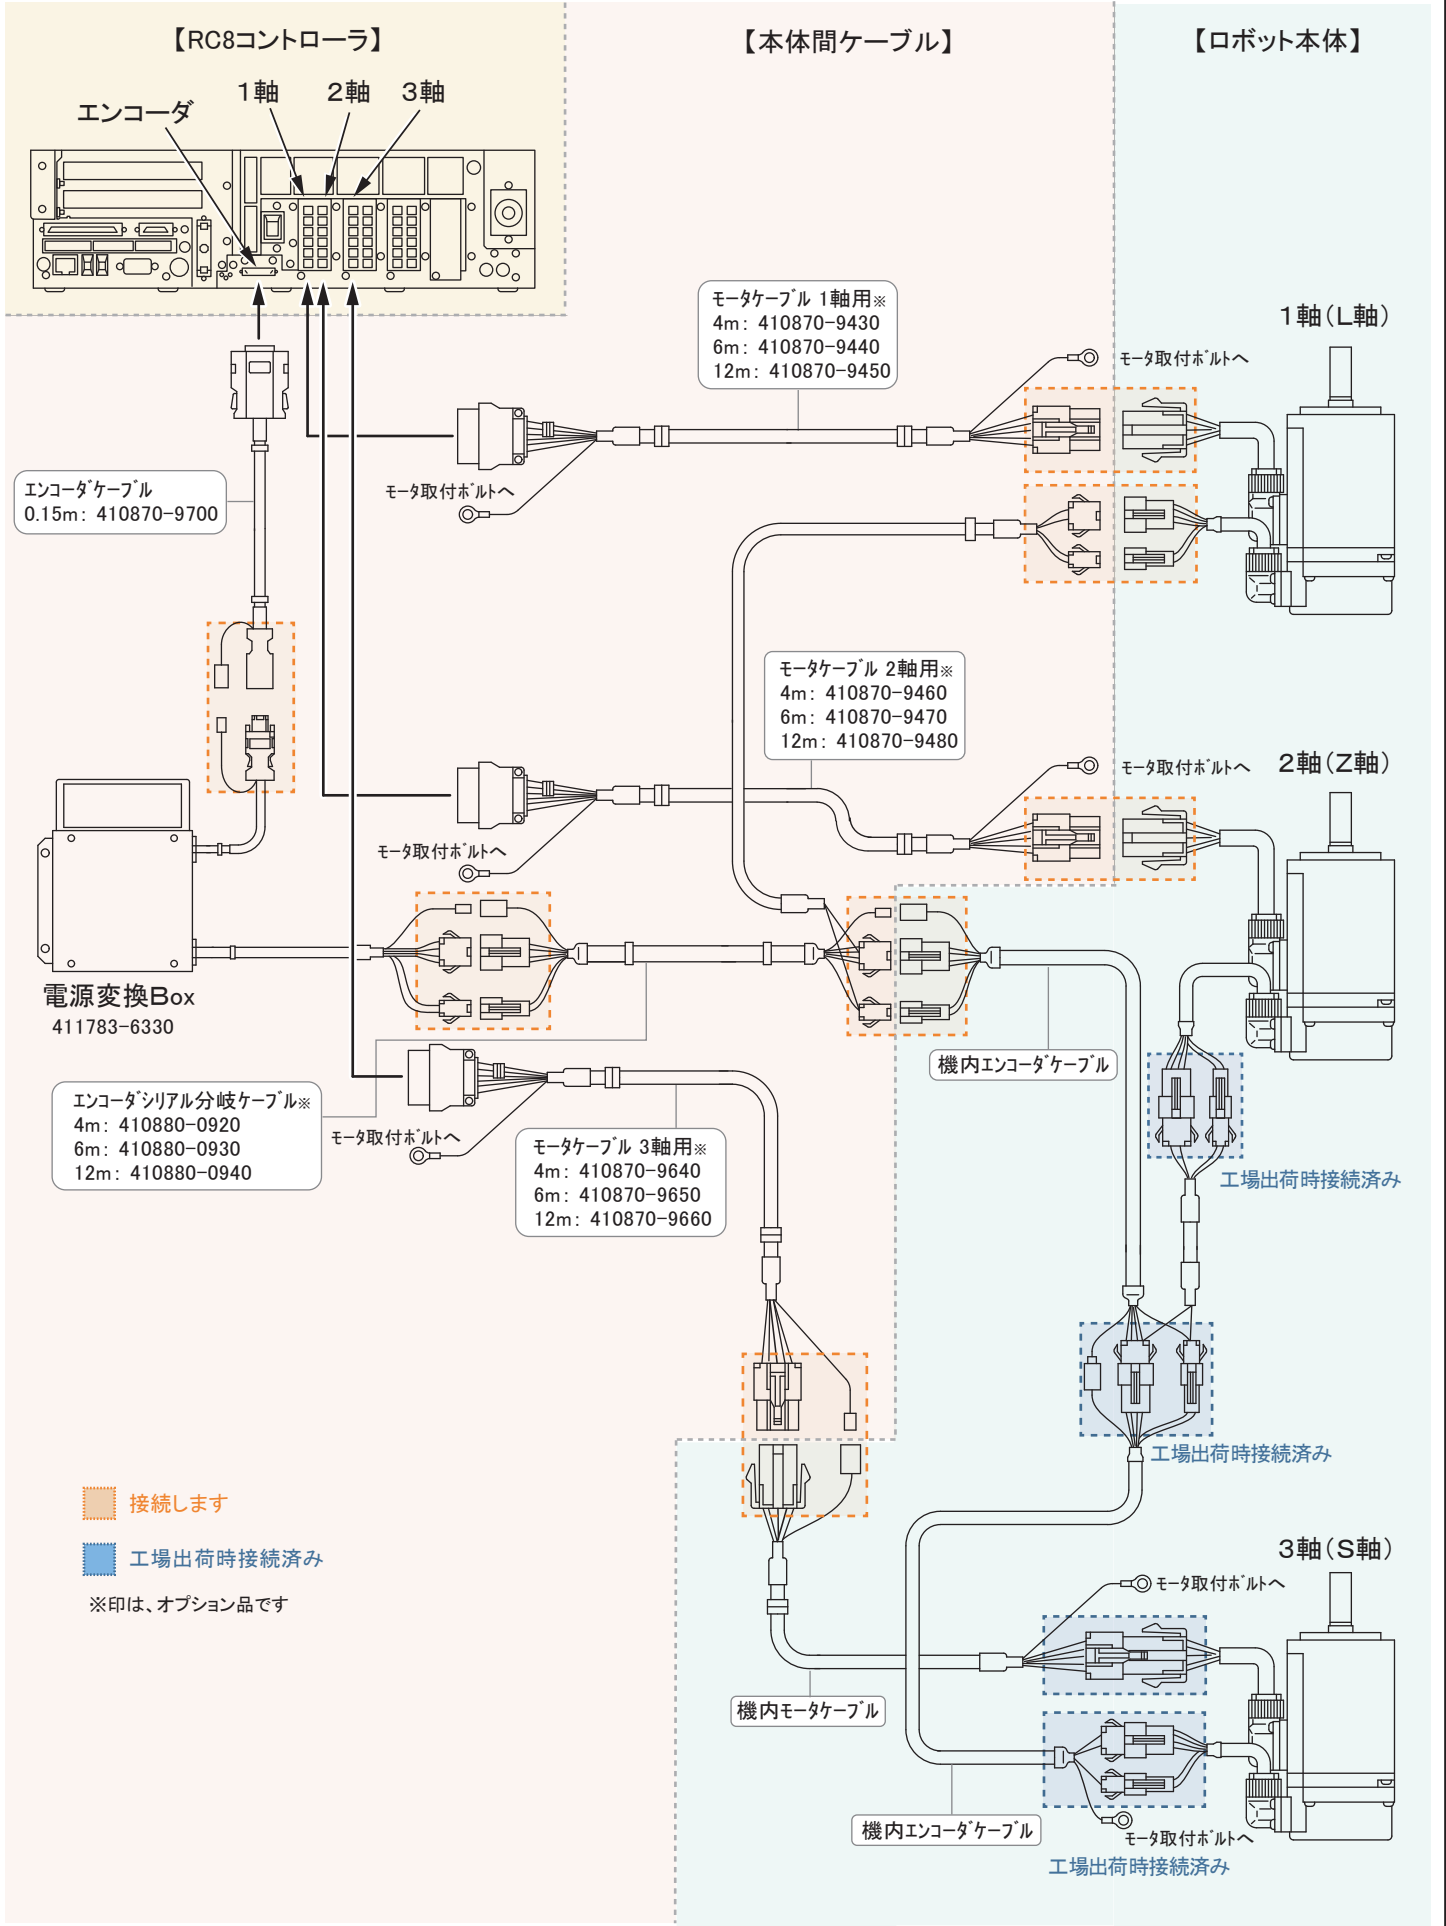 【RC8コントローラ】
【本体間ケーブル】
【ロボット本体】
1軸
2軸
3軸
エンコーダ
モータケーブル 1軸用※
4m: 410870-9430
6m: 410870-9440
12m: 410870-9450
1軸(L軸)
モータ取付ボルトへ
モータ取付ボルトへ
エンコーダケーブル
0.15m: 410870-9700
モータケーブル 2軸用※
4m: 410870-9460
6m: 410870-9470
12m: 410870-9480
2軸(Z軸)
モータ取付ボルトへ
モータ取付ボルトへ
電源変換Box
411783-6330
機内エンコーダケーブル
エンコーダシリアル分岐ケーブル※
4m: 410880-0920
6m: 410880-0930
12m: 410880-0940
モータ取付ボルトへ
モータケーブル 3軸用※
4m: 410870-9640
6m: 410870-9650
12m: 410870-9660
工場出荷時接続済み
工場出荷時接続済み
接続します
工場出荷時接続済み
※印は、オプション品です
3軸(S軸)
モータ取付ボルトへ
機内モータケーブル
機内エンコーダケーブル
モータ取付ボルトへ
工場出荷時接続済み